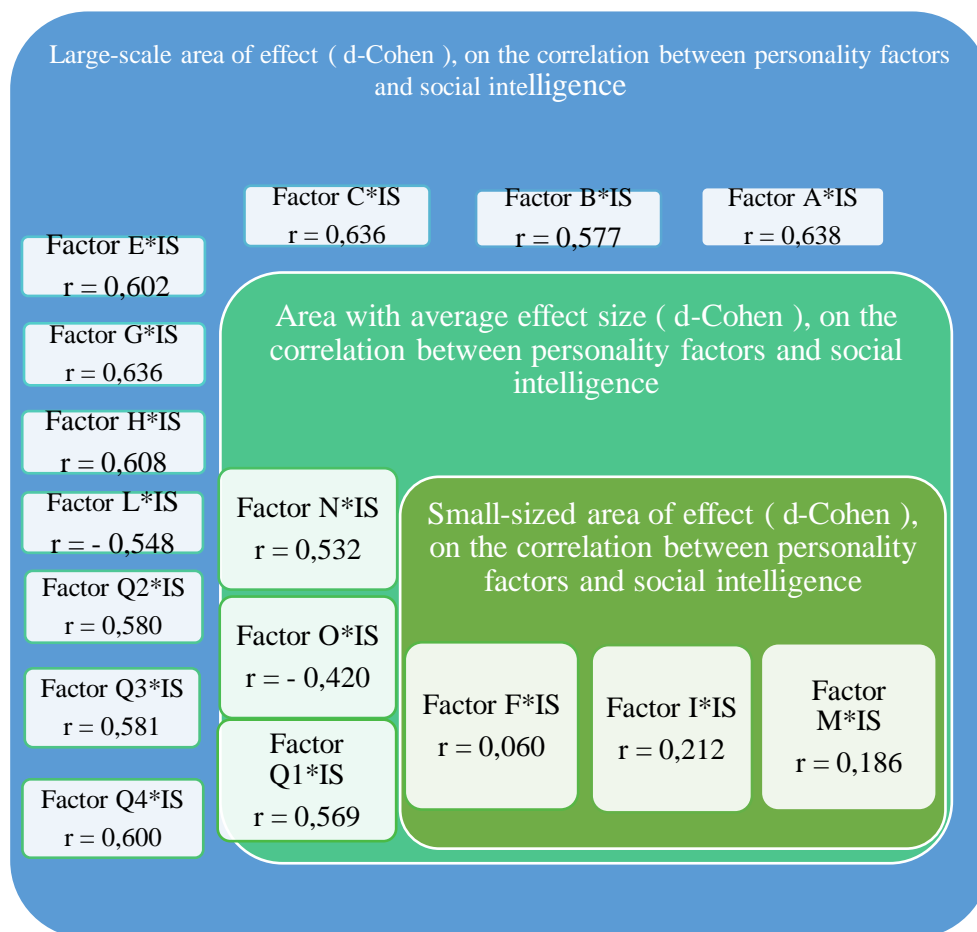 Large-scale area of effect ( d-Cohen ), on the correlation between personality factors
and social intelligence
Factor C*IS
r = 0,636
Factor B*IS
r = 0,577
Factor A*IS
r = 0,638
Factor E*IS
r = 0,602
Factor G*IS
r = 0,636
Factor H*IS
r = 0,608
Factor L*IS
r = - 0,548
Factor Q2*IS
r = 0,580
Factor Q3*IS
r = 0,581
Factor Q4*IS
r = 0,600
Area with average effect size ( d-Cohen ), on the
correlation between personality factors and social
intelligence
Factor N*IS
r = 0,532
Factor O*IS
r = - 0,420
Factor
Q1*IS
r = 0,569
Small-sized area of effect ( d-Cohen ),
on the correlation between personality
factors and social intelligence
Factor F*IS
r = 0,060
Factor I*IS
r = 0,212
Factor
M*IS
r = 0,186